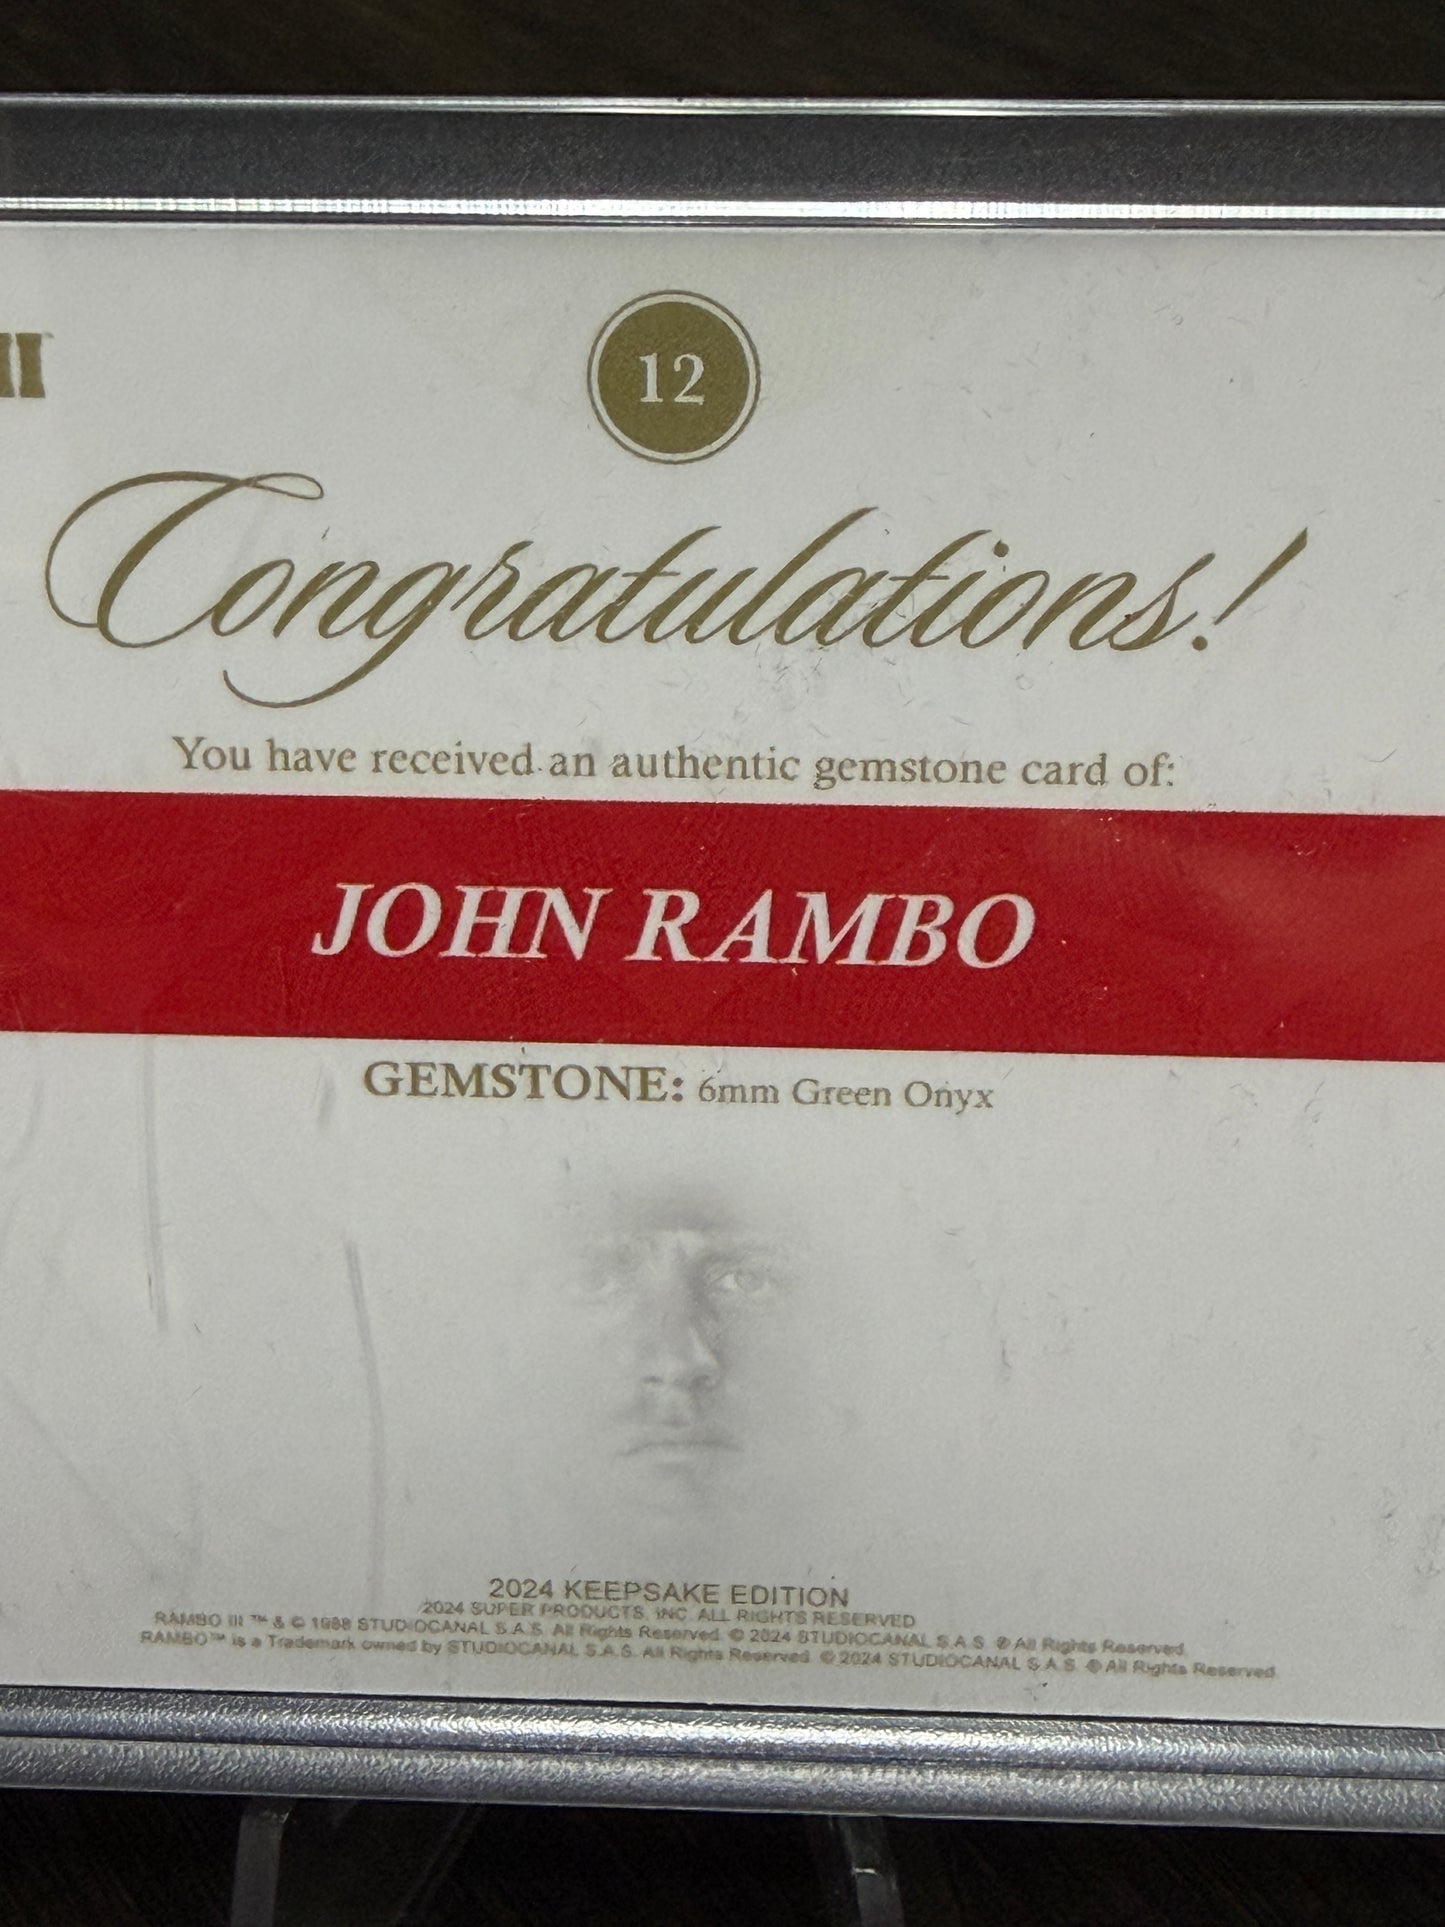 III
12
Congratulations!
You have received an authentic gemstone card of:
JOHN RAMBO
GEMSTONE: 6mm Green Onyx
2024 KEEPSAKE EDITION
2024 SUPER PRODUCTS, INC. ALL RIGHTS RESERVED
RAMBO III ™ & © 1988 STUDIOCANAL S.A.S. All Rights Reserved. © 2024 STUDIOCANAL S.A.S. ® All Rights Reserved.
RAMBO™ is a Trademark owned by STUDIOCANAL S.A.S. All Rights Reserved. © 2024 STUDIOCANAL S.A.S. ® All Rights Reserved.